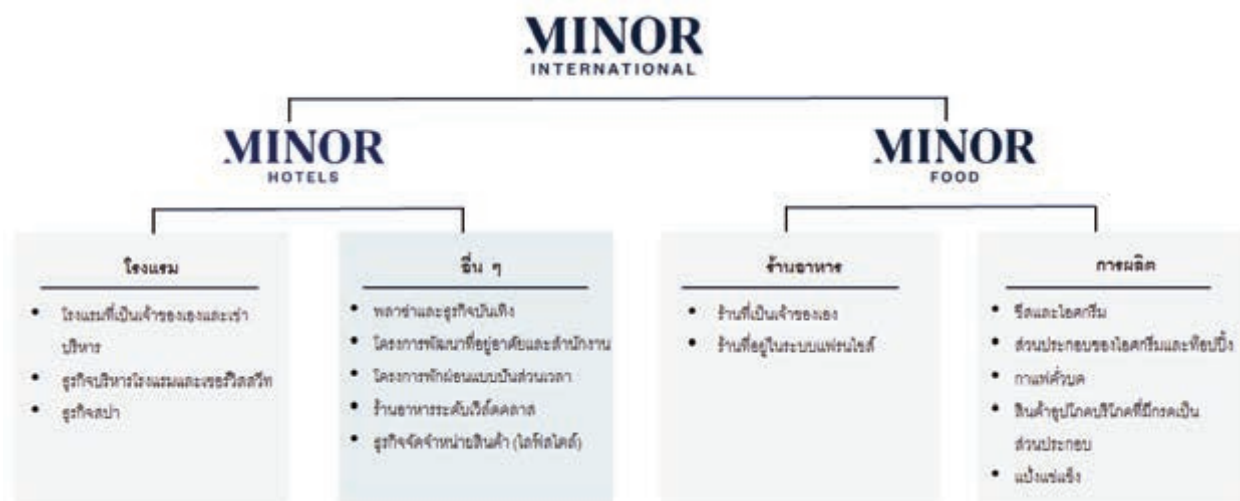 MINOR
INTERNATIONAL
MINOR
HOTELS
MINOR
FOOD
โรงแรม
• โรงแรมที่เป็นเจ้าของเองและเช่า
บริหาร
• ธุรกิจบริหารโรงแรมและเซอร์วิสสวีท
• ธุรกิจสปา
อื่น ๆ
• พลาซ่าและธุรกิจบันเทิง
• โครงการพัฒนาที่อยู่อาศัยและสำนักงาน
• โครงการพักผ่อนแบบปันส่วนเวลา
• ร้านอาหารระดับเวิล์ดคลาส
• ธุรกิจจัดจำหน่ายสินค้า (ไลฟ์สไตล์)
ร้านอาหาร
• ร้านที่เป็นเจ้าของเอง
• ร้านที่อยู่ในระบบแฟรนไชส์
การผลิต
• ชีสและไอศกรีม
• ส่วนประกอบของไอศกรีมและท็อปปิ้ง
• กาแฟคั่วบด
• สินค้าอุปโภคบริโภคที่มีกรดเป็น
ส่วนประกอบ
• แป้งแช่แข็ง